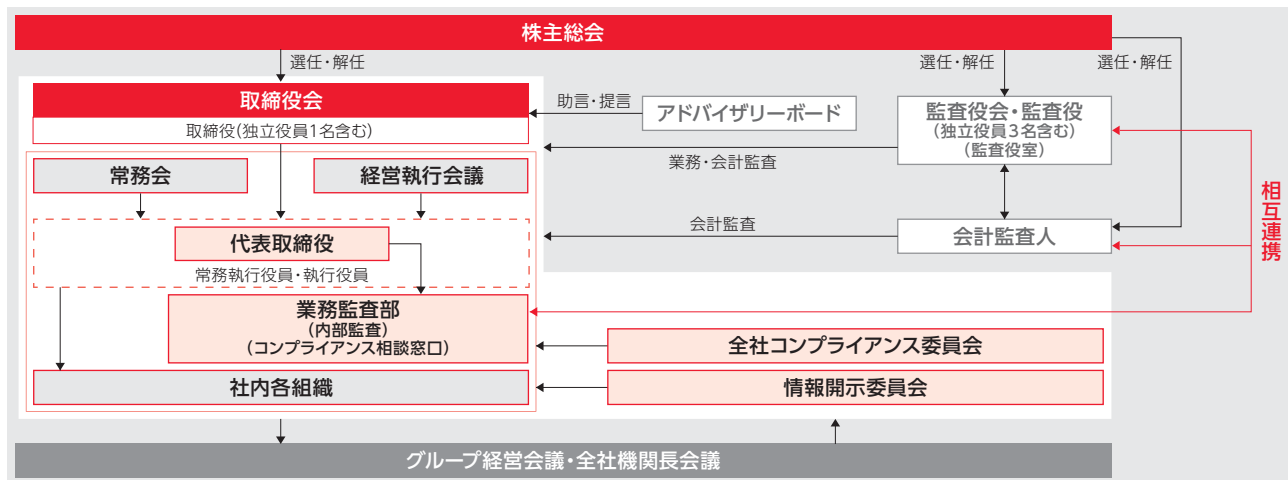 株主総会
選任・解任
選任・解任
選任・解任
取締役会
取締役(独立役員1名含む)
助言・提言
アドバイザリーボード
監査役会・監査役
(独立役員3名含む)
(監査役室)
業務・会計監査
常務会
経営執行会議
相互連携
代表取締役
常務執行役員・執行役員
会計監査
会計監査人
業務監査部
(内部監査)
(コンプライアンス相談窓口)
全社コンプライアンス委員会
社内各組織
情報開示委員会
グループ経営会議・全社機関長会議